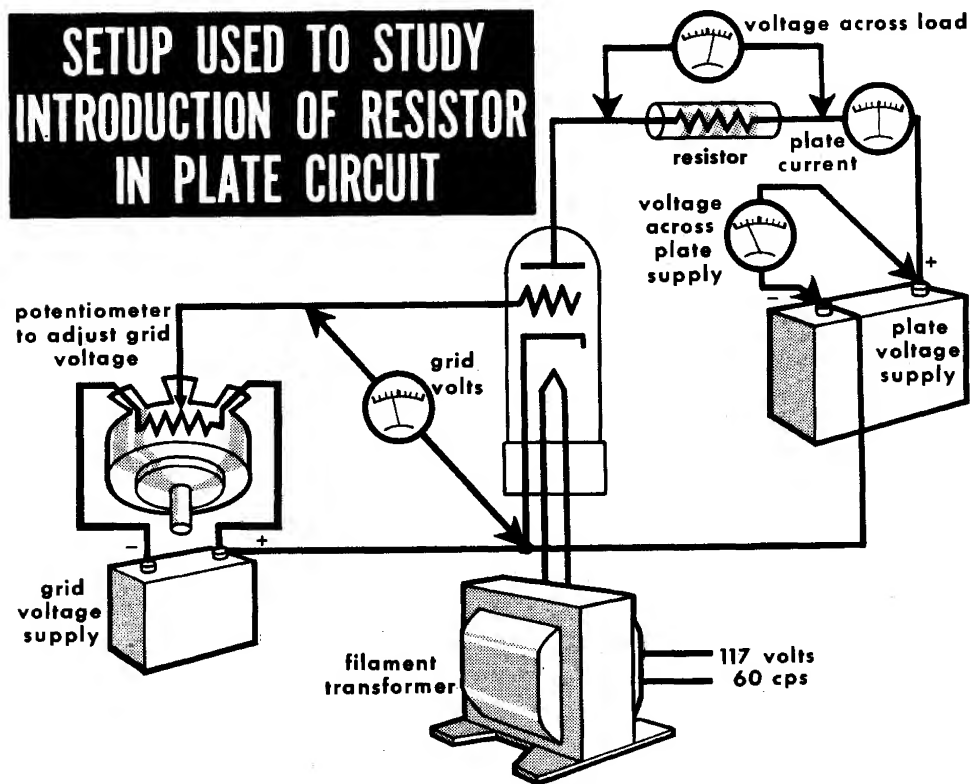 SETUP USED TO STUDY
INTRODUCTION OF RESISTOR
IN PLATE CIRCUIT
voltage across load
resistor
plate
current
voltage
across
plate
supply
+
−
plate
voltage
supply
potentiometer
to adjust grid
voltage
grid
volts
−
+
grid
voltage
supply
filament
transformer
117 volts
60 cps